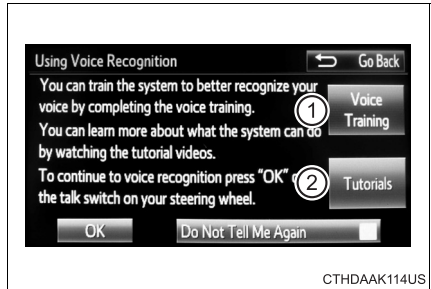 Using Voice Recognition
Go Back
You can train the system to better recognize your
voice by completing the voice training.
1
Voice
Training
You can learn more about what the system can do
by watching the tutorial videos.
To continue to voice recognition press "OK"
2
Tutorials
the talk switch on your steering wheel.
OK
Do Not Tell Me Again
CTHDAAK114US